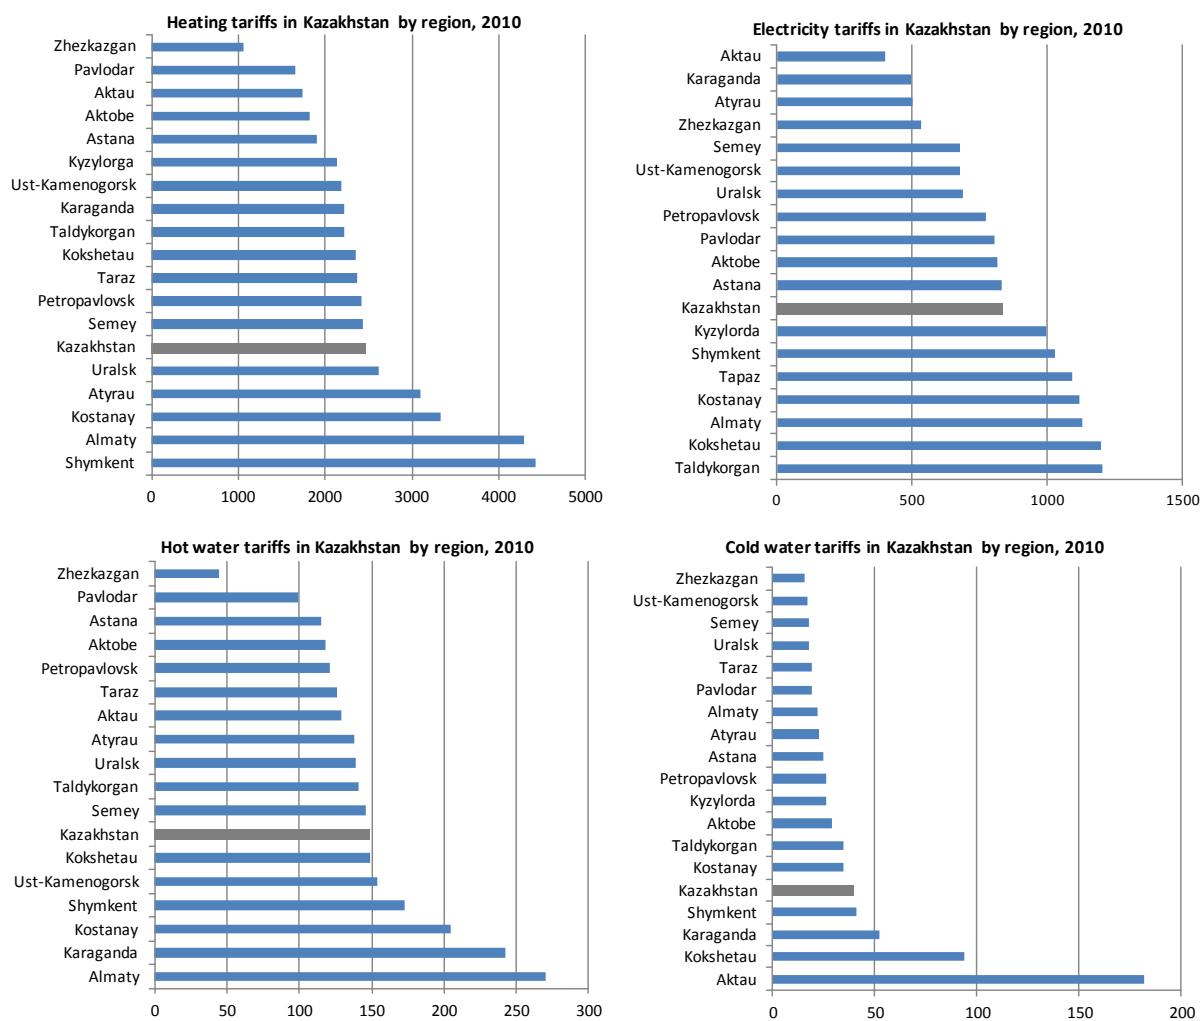 Heating tariffs in Kazakhstan by region, 2010
Zhezkazgan
Pavlodar
Aktau
Aktobe
Astana
Kyzylorga
Ust-Kamenogorsk
Karaganda
Taldykorgan
Kokshetau
Taraz
Petropavlovsk
Semey
Kazakhstan
Uralsk
Atyrau
Kostanay
Almaty
Shymkent
0 1000 2000 3000 4000 5000
Electricity tariffs in Kazakhstan by region, 2010
Aktau
Karaganda
Atyrau
Zhezkazgan
Semey
Ust-Kamenogorsk
Uralsk
Petropavlovsk
Pavlodar
Aktobe
Astana
Kazakhstan
Kyzylorda
Shymkent
Tapaz
Kostanay
Almaty
Kokshetau
Taldykorgan
0 500 1000 1500
Hot water tariffs in Kazakhstan by region, 2010
Zhezkazgan
Pavlodar
Astana
Aktobe
Petropavlovsk
Taraz
Aktau
Atyrau
Uralsk
Taldykorgan
Semey
Kazakhstan
Kokshetau
Ust-Kamenogorsk
Shymkent
Kostanay
Karaganda
Almaty
0 50 100 150 200 250 300
Cold water tariffs in Kazakhstan by region, 2010
Zhezkazgan
Ust-Kamenogorsk
Semey
Uralsk
Taraz
Pavlodar
Almaty
Atyrau
Astana
Petropavlovsk
Kyzylorda
Aktobe
Taldykorgan
Kostanay
Kazakhstan
Shymkent
Karaganda
Kokshetau
Aktau
0 50 100 150 200